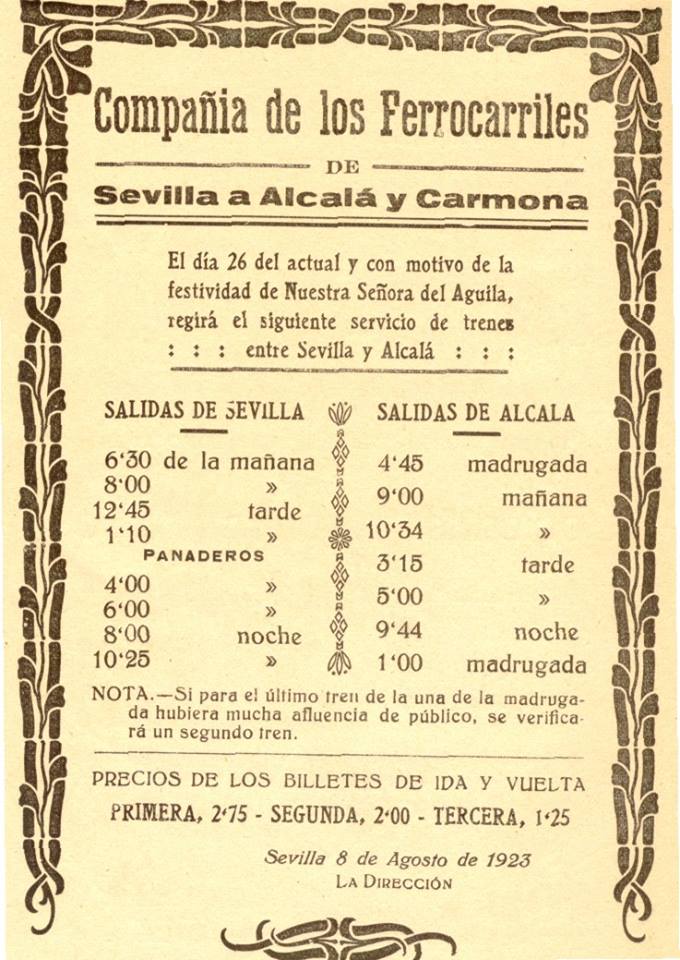 Compañia de los Ferrocarriles
DE
Sevilla a Alcalá y Carmona
El día 26 del actual y con motivo de la
festividad de Nuestra Señora del Aguila,
regirá el siguiente servicio de trenes
: : : entre Sevilla y Alcalá : : :
SALIDAS DE SEVILLA
6‘30 de la mañana
8‘00 »
12‘45 tarde
1‘10 »
PANADEROS
4‘00 »
6‘00 »
8‘00 noche
10‘25 »
SALIDAS DE ALCALA
4‘45 madrugada
9‘00 mañana
10‘34 »
3‘15 tarde
5‘00 »
9‘44 noche
1‘00 madrugada
NOTA.—Si para el último tren de la una de la madruga-
da hubiera mucha afluencia de público, se verifica-
rá un segundo tren.
PRECIOS DE LOS BILLETES DE IDA Y VUELTA
PRIMERA, 2‘75 - SEGUNDA, 2‘00 - TERCERA, 1‘25
Sevilla 8 de Agosto de 1923
LA DIRECCIÓN